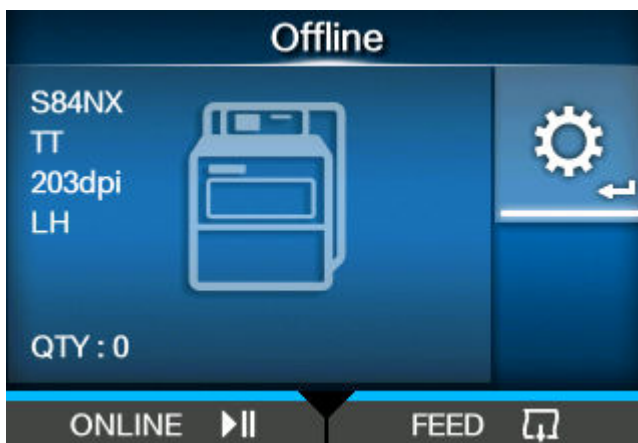 Offline
S84NX
TT
203dpi
LH
QTY : 0
ONLINE
FEED